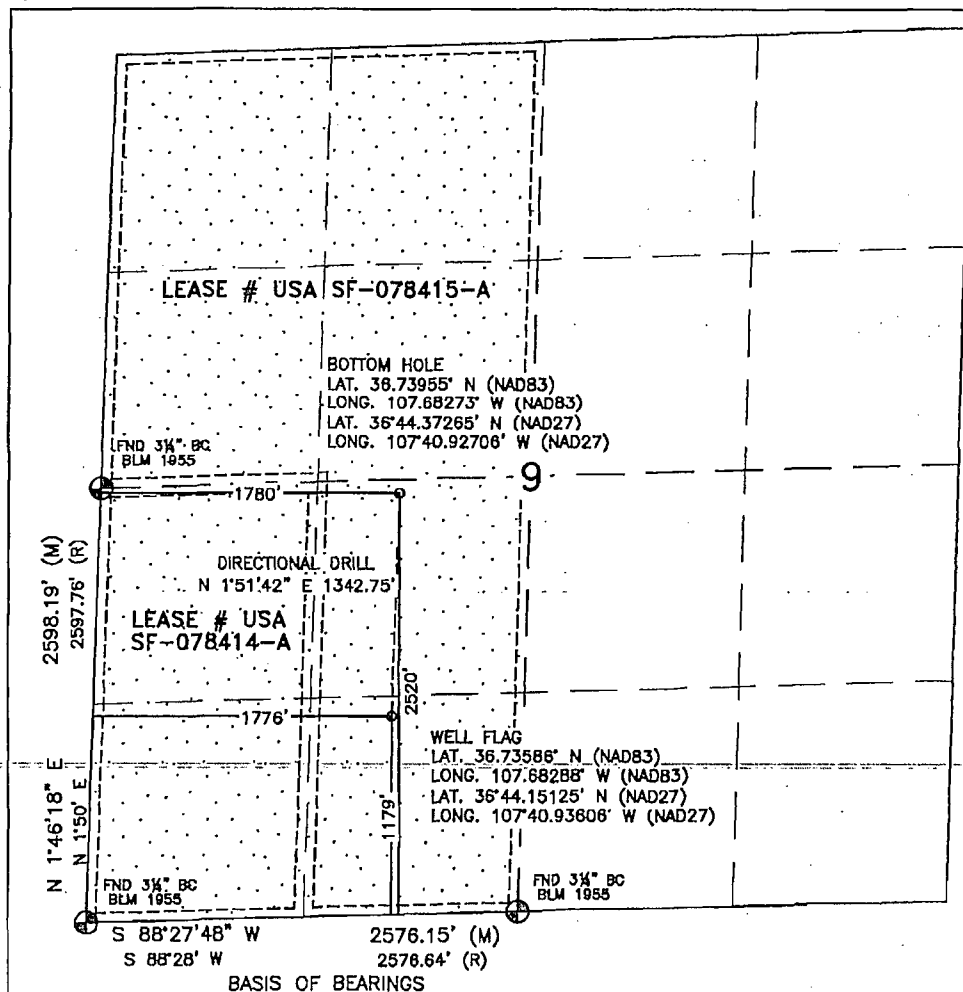 LEASE # USA SF-078415-A
BOTTOM HOLE
LAT. 36.73955° N (NAD83)
LONG. 107.68273° W (NAD83)
LAT. 36°44.37265' N (NAD27)
LONG. 107°40.92706' W (NAD27)
FND 3¼" BC
BLM 1955
9
1780'
DIRECTIONAL DRILL
N 1°51'42" E 1342.75'
LEASE # USA
SF-078414-A
2598.19' (M)
2597.76' (R)
2520'
1776'
WELL FLAG
LAT. 36.73586° N (NAD83)
LONG. 107.68288° W (NAD83)
LAT. 36°44.15125' N (NAD27)
LONG. 107°40.93606' W (NAD27)
1179'
N 1°46'18" E
N 1°50' E
FND 3¼" BC
BLM 1955
FND 3¼" BC
BLM 1955
S 88°27'48" W 2576.15' (M)
S 88°28' W 2576.64' (R)
BASIS OF BEARINGS